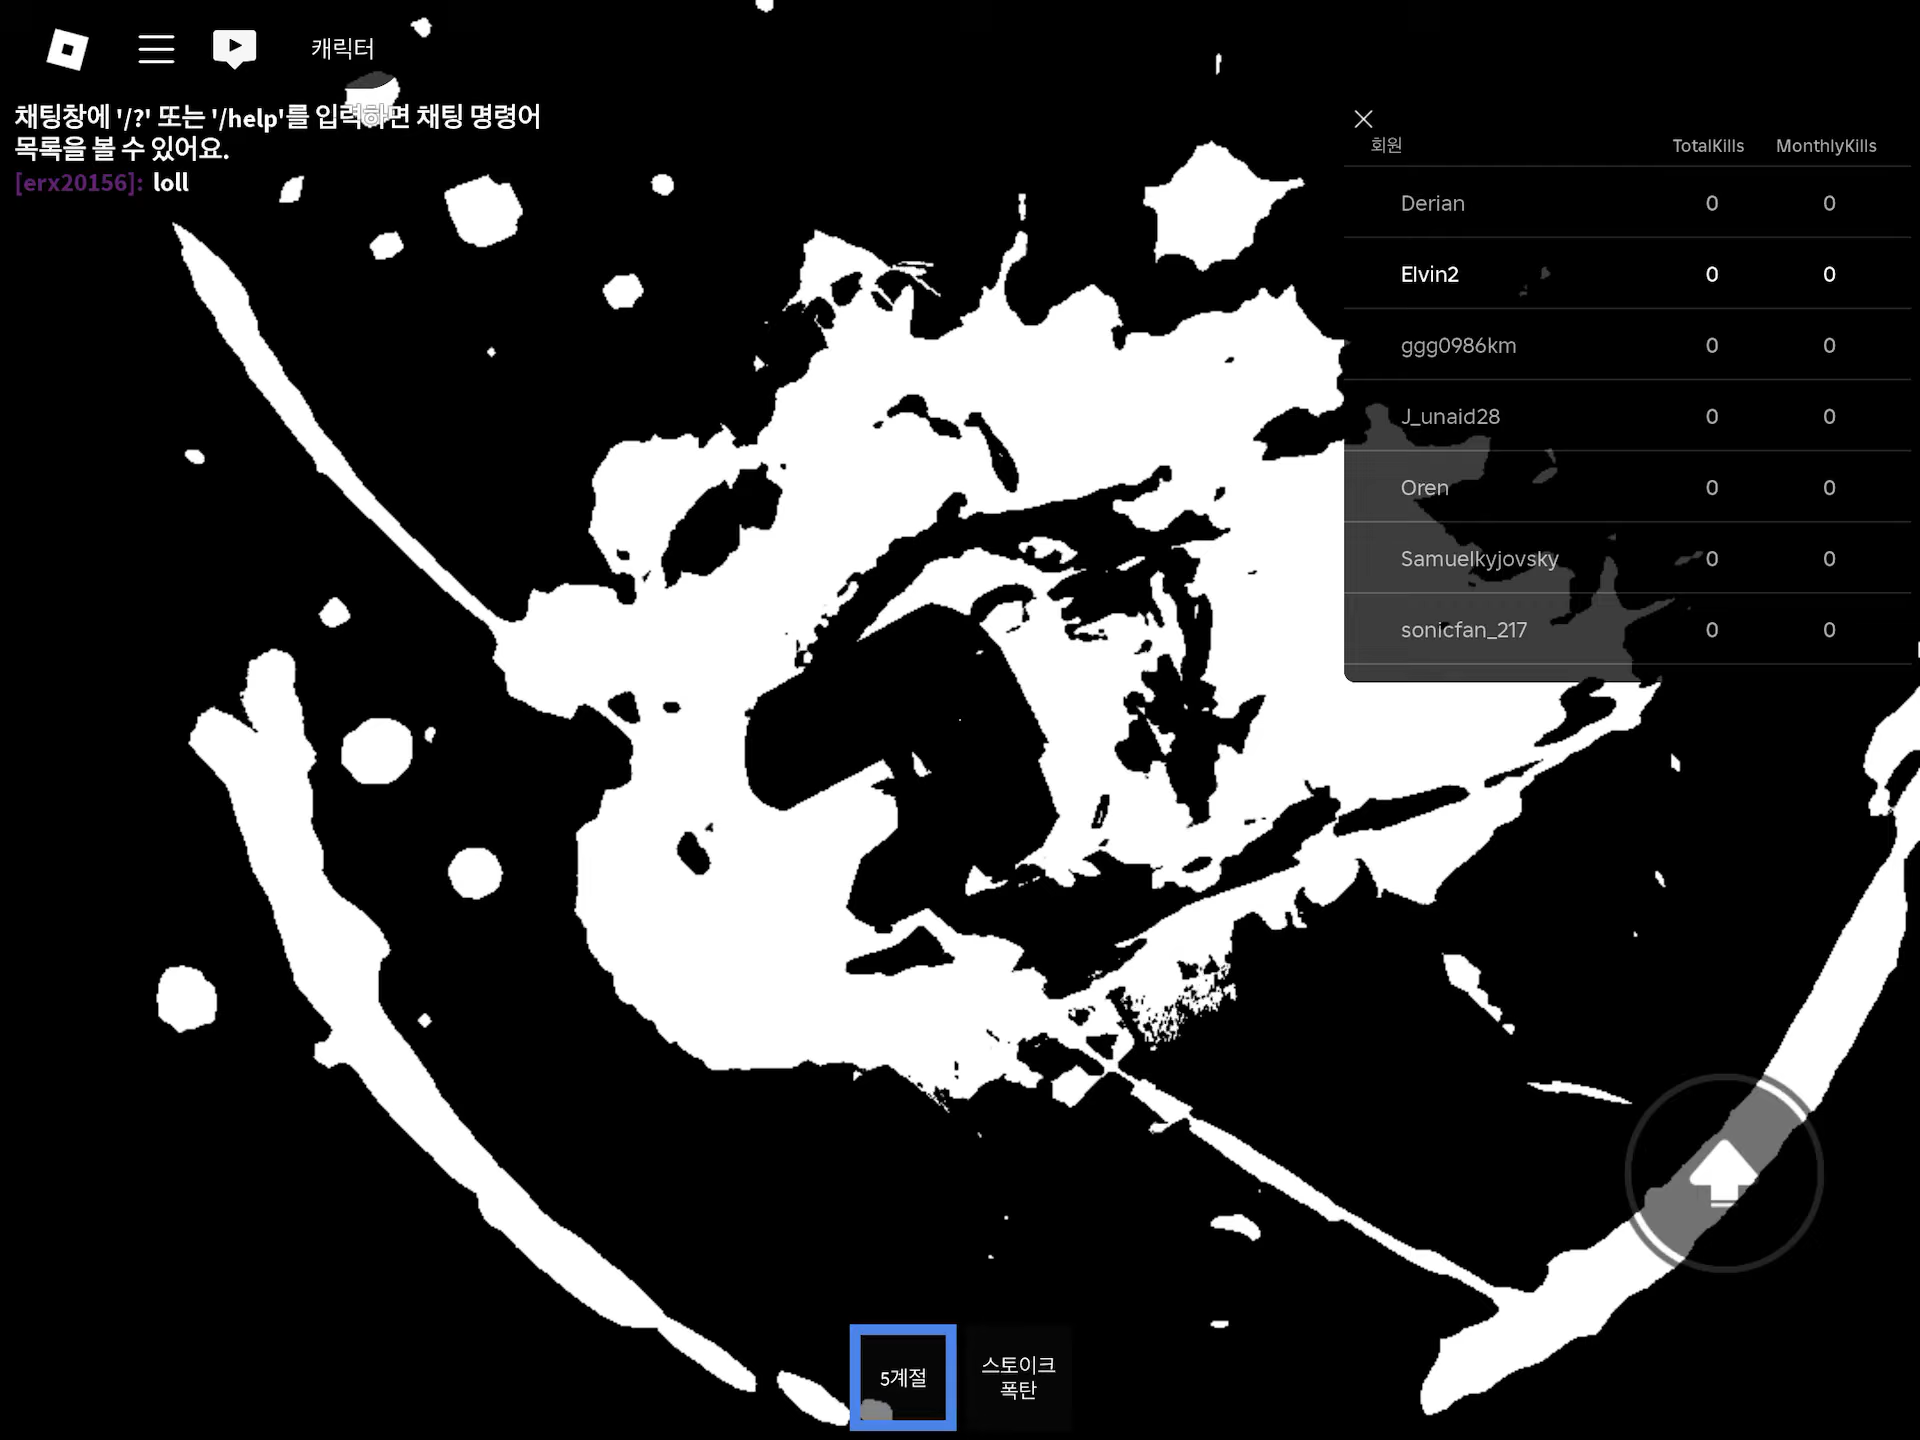 캐릭터
채팅창에 '/?' 또는 '/help'를 입력하면 채팅 명령어
목록을 볼 수 있어요.
[erx20156]: loll
회원 TotalKills MonthlyKills
Derian 0 0
Elvin2 0 0
ggg0986km 0 0
J_unaid28 0 0
Oren 0 0
Samuelkyjovsky 0 0
sonicfan_217 0 0
5계절
스토이크
폭탄